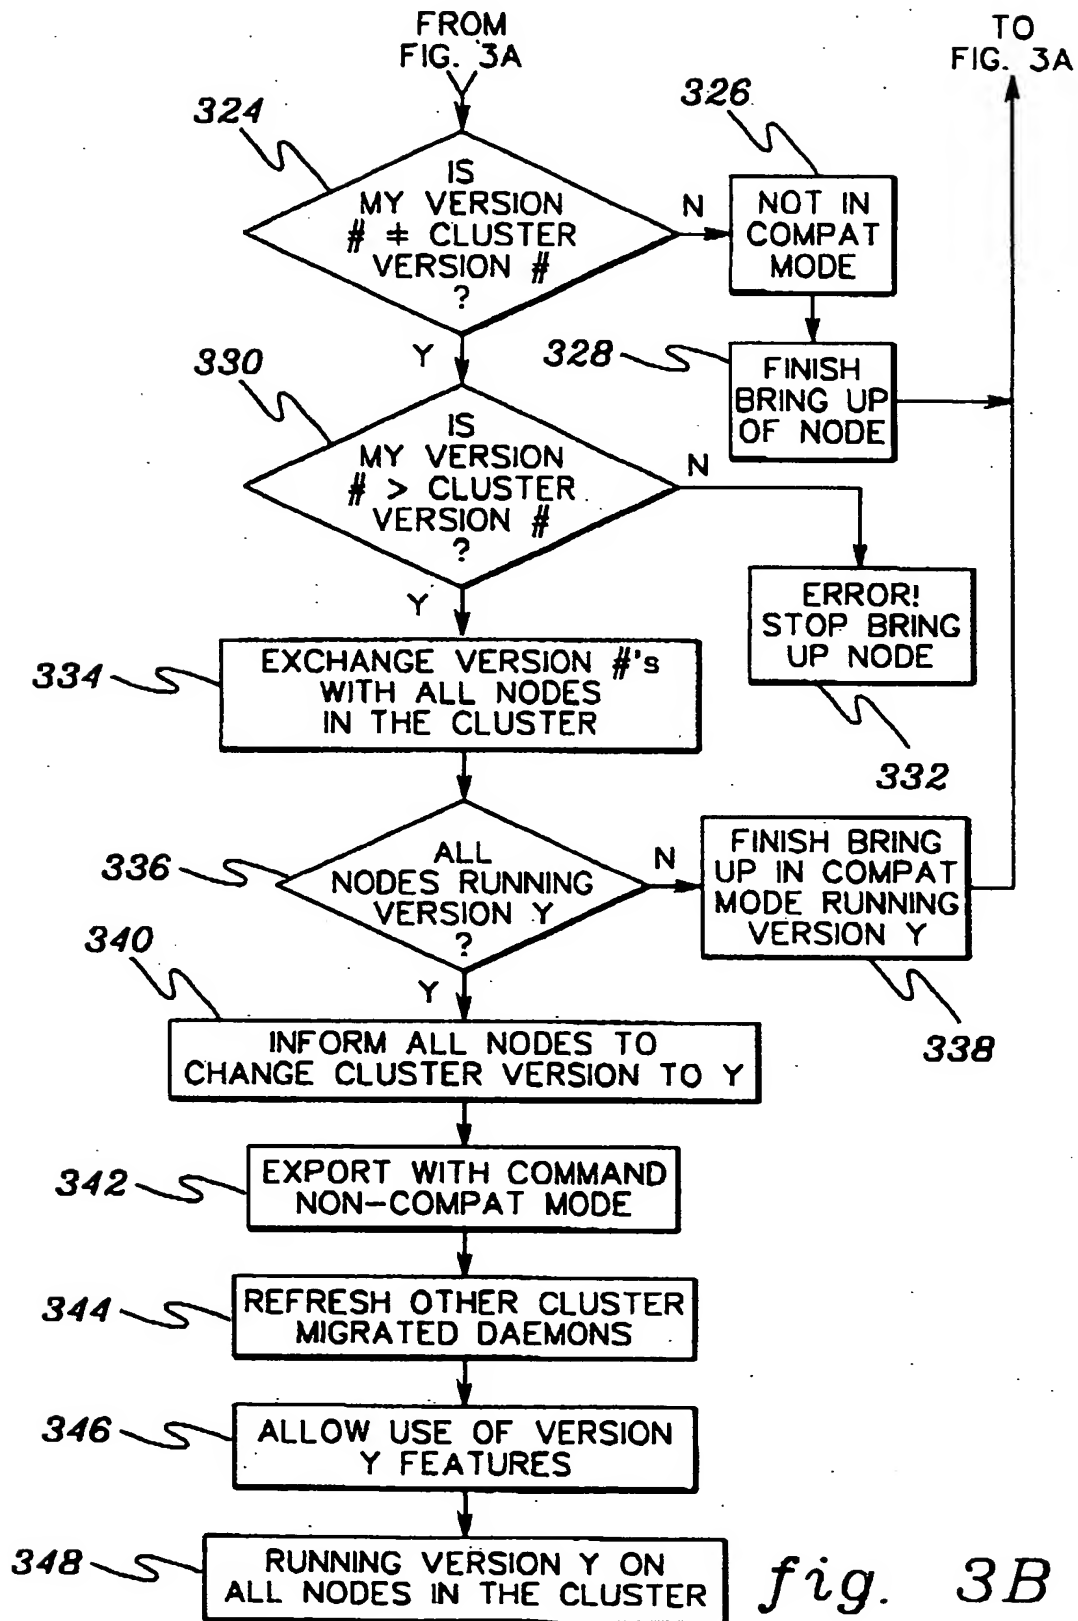 FROM
FIG. 3A
TO
FIG. 3A
324
326
IS
MY VERSION
# ≠ CLUSTER
VERSION #
?
N
NOT IN
COMPAT
MODE
Y
330
328
FINISH
BRING UP
OF NODE
IS
MY VERSION
# > CLUSTER
VERSION #
?
N
Y
ERROR!
STOP BRING
UP NODE
332
334
EXCHANGE VERSION #'s
WITH ALL NODES
IN THE CLUSTER
336
ALL
NODES RUNNING
VERSION Y
?
N
FINISH BRING
UP IN COMPAT
MODE RUNNING
VERSION Y
338
Y
340
INFORM ALL NODES TO
CHANGE CLUSTER VERSION TO Y
342
EXPORT WITH COMMAND
NON-COMPAT MODE
344
REFRESH OTHER CLUSTER
MIGRATED DAEMONS
346
ALLOW USE OF VERSION
Y FEATURES
348
RUNNING VERSION Y ON
ALL NODES IN THE CLUSTER
fig. 3B